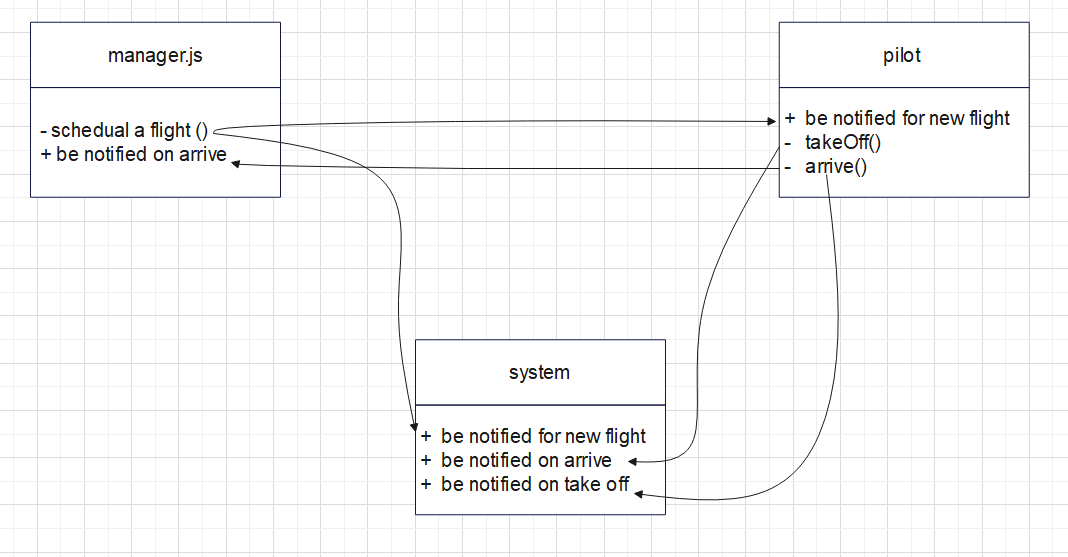 manager.js
- schedual a flight ()
+ be notified on arrive
pilot
+ be notified for new flight
- takeOff()
- arrive()
system
+ be notified for new flight
+ be notified on arrive
+ be notified on take off